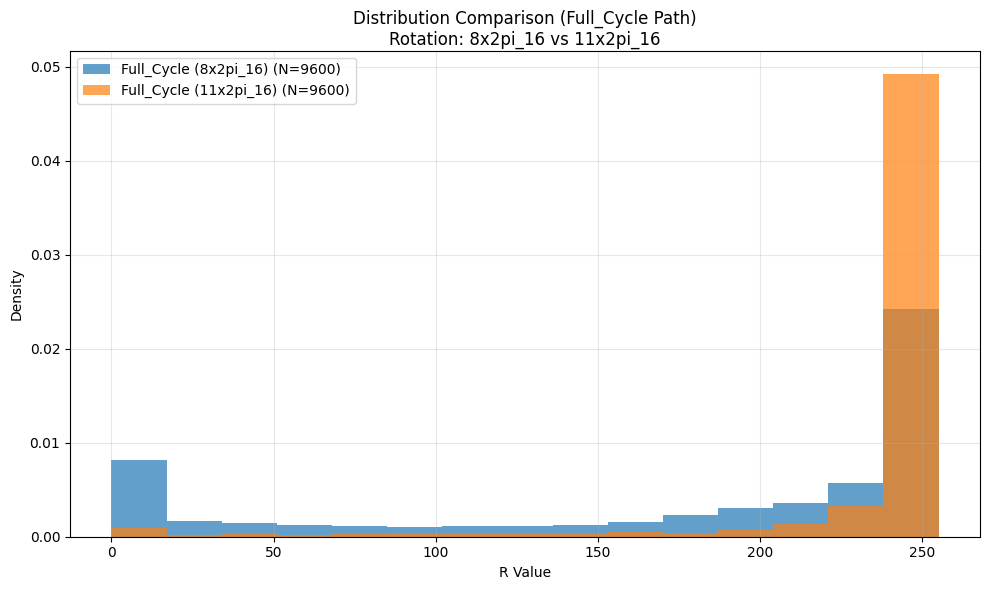 Distribution Comparison (Full_Cycle Path)
Rotation: 8x2pi_16 vs 11x2pi_16
Full_Cycle (8x2pi_16) (N=9600)
Full_Cycle (11x2pi_16) (N=9600)
Density
0.05
0.04
0.03
0.02
0.01
0.00
0 50 100 150 200 250
R Value